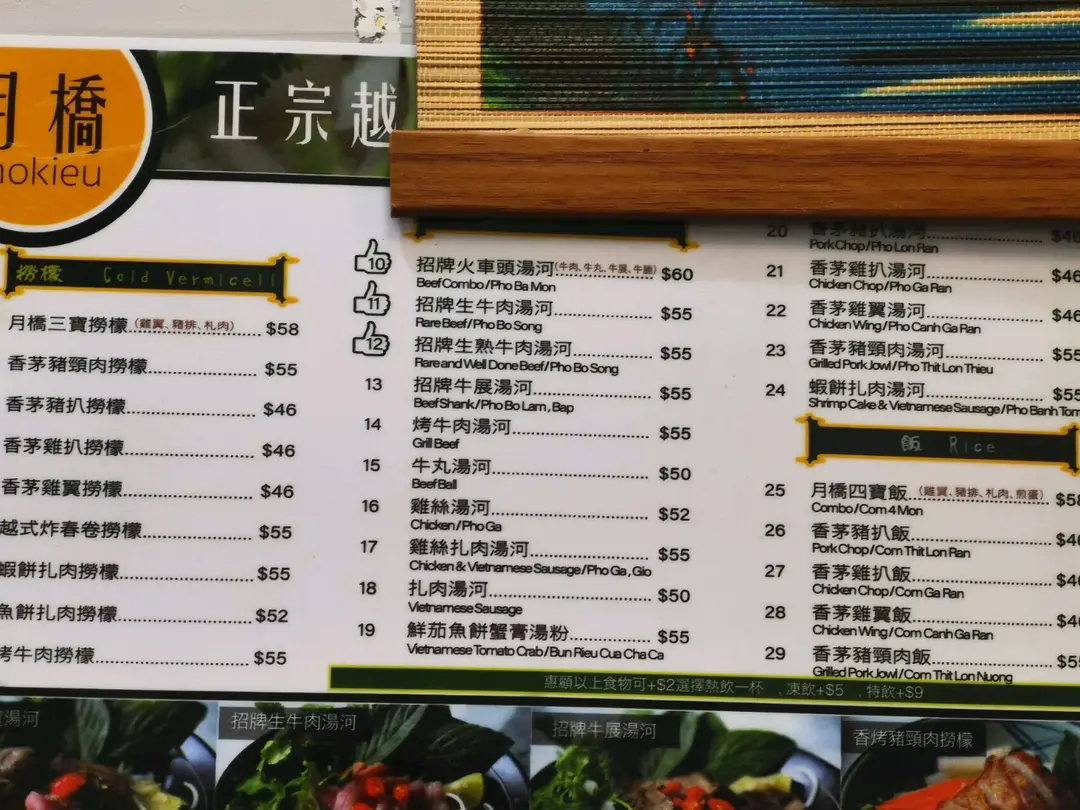 月橋
okieu
正宗越
撈檬 Cold Vermicell
月橋三寶撈檬(雞翼、豬排、札肉) $58
香茅豬頸肉撈檬 $55
香茅豬扒撈檬 $46
香茅雞扒撈檬 $46
香茅雞翼撈檬 $46
越式炸春卷撈檬 $55
蝦餅扎肉撈檬 $55
魚餅扎肉撈檬 $52
烤牛肉撈檬 $55
10 招牌火車頭湯河(牛肉、牛丸、牛展、牛腩) $60
Beef Combo / Pho Ba Mon
11 招牌生牛肉湯河 $55
Rare Beef / Pho Bo Song
12 招牌生熟牛肉湯河 $55
Rare and Well Done Beef / Pho Bo Song
13 招牌牛展湯河 $55
Beef Shank / Pho Bo Lam , Bap
14 烤牛肉湯河 $55
Grill Beef
15 牛丸湯河 $50
Beef Ball
16 雞絲湯河 $52
Chicken / Pho Ga
17 雞絲扎肉湯河 $55
Chicken & Vietnamese Sausage / Pho Ga , Gio
18 扎肉湯河 $50
Vietnamese Sausage
19 鮮茄魚餅蟹膏湯粉 $55
Vietnamese Tomato Crab / Bun Rieu Cua Cha Ca
20 香茅豬扒湯河 $46
Pork Chop / Pho Lon Ran
21 香茅雞扒湯河 $46
Chicken Chop / Pho Ga Ran
22 香茅雞翼湯河 $46
Chicken Wing / Pho Canh Ga Ran
23 香茅豬頸肉湯河 $55
Grilled Pork Jowl / Pho Thit Lon Thieu
24 蝦餅扎肉湯河 $55
Shrimp Cake & Vietnamese Sausage / Pho Banh Tom
飯 Rice
25 月橋四寶飯(雞翼、豬排、札肉、煎蛋) $58
Combo / Com 4 Mon
26 香茅豬扒飯 $46
Pork Chop / Com Thit Lon Ran
27 香茅雞扒飯 $46
Chicken Chop / Com Ga Ran
28 香茅雞翼飯 $46
Chicken Wing / Com Canh Ga Ran
29 香茅豬頸肉飯 $55
Grilled Pork Jowl / Com Thit Lon Nuong
惠顧以上食物可+$2選擇熱飲一杯 ,凍飲+$5 ,特飲+$9
湯河
招牌生牛肉湯河
招牌牛展湯河
香烤豬頸肉撈檬